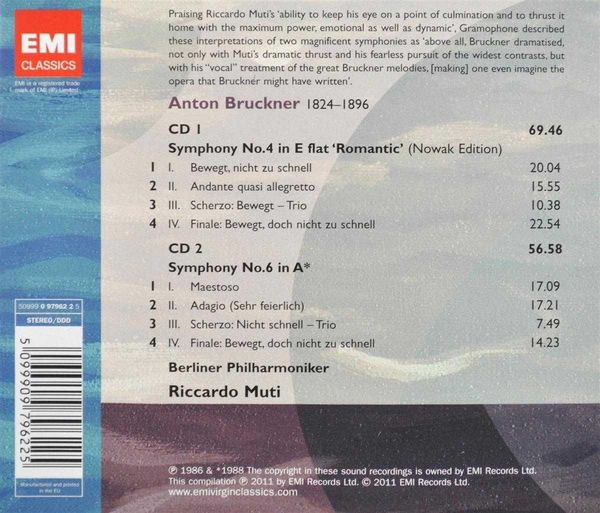 EMI
CLASSICS
EMI is a registered trade
mark of EMI (IP) Limited.
Praising Riccardo Muti's 'ability to keep his eye on a point of culmination and to thrust it
home with the maximum power, emotional as well as dynamic', Gramophone described
these interpretations of two magnificent symphonies as 'above all, Bruckner dramatised,
not only with Muti's dramatic thrust and his fearless pursuit of the widest contrasts, but
with his "vocal" treatment of the great Bruckner melodies, [making] one even imagine the
opera that Bruckner might have written'.
Anton Bruckner 1824–1896
CD 1 69.46
Symphony No.4 in E flat 'Romantic' (Nowak Edition)
1 I. Bewegt, nicht zu schnell 20.04
2 II. Andante quasi allegretto 15.55
3 III. Scherzo: Bewegt – Trio 10.38
4 IV. Finale: Bewegt, doch nicht zu schnell 22.54
CD 2 56.58
Symphony No.6 in A*
1 I. Maestoso 17.09
2 II. Adagio (Sehr feierlich) 17.21
3 III. Scherzo: Nicht schnell – Trio 7.49
4 IV. Finale: Bewegt, doch nicht zu schnell 14.23
Berliner Philharmoniker
Riccardo Muti
50999 0 97962 2 5
STEREO/DDD
5 099909 796225
Manufactured and printed
in the EU
℗ 1986 & *1988 The copyright in these sound recordings is owned by EMI Records Ltd.
This compilation ℗ 2011 by EMI Records Ltd. © 2011 EMI Records Ltd.
www.emivirginclassics.com